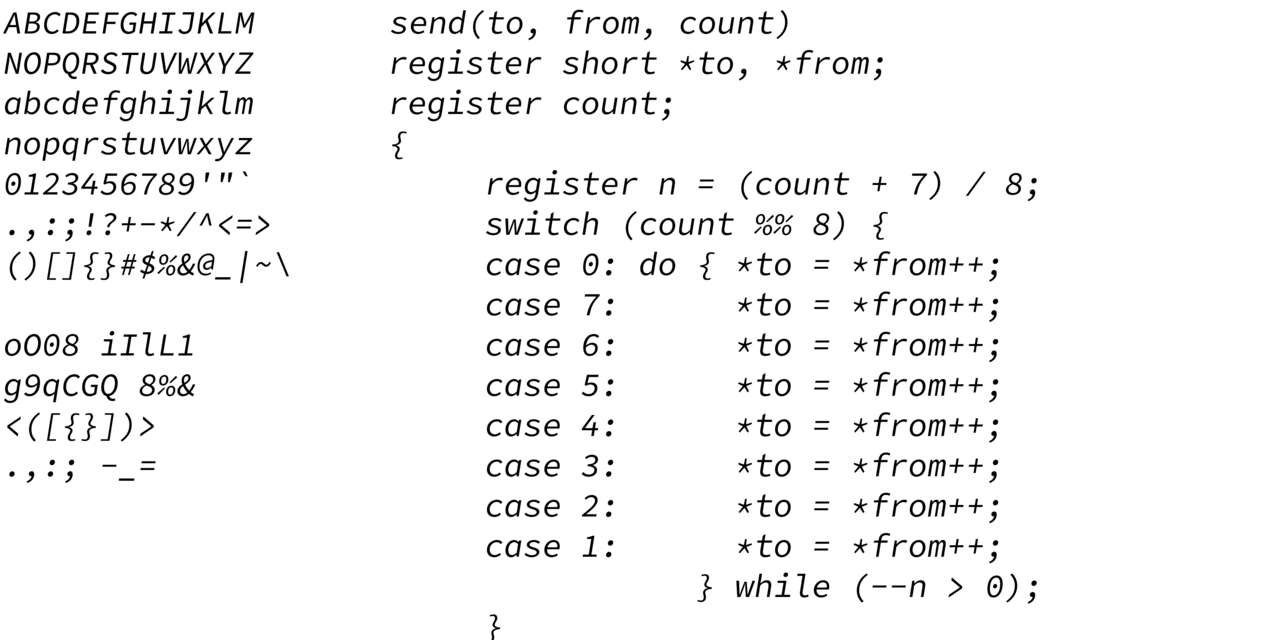 ABCDEFGHIJKLM
NOPQRSTUVWXYZ
abcdefghijklm
nopqrstuvwxyz
0123456789'"`
.,:;!?+-*/^<=>
()[]{}#$%&@_|~\

oO08 iIlL1
g9qCGQ 8%&
<([{}])>
.,:; -_=

send(to, from, count)
register short *to, *from;
register count;
{
     register n = (count + 7) / 8;
     switch (count %% 8) {
     case 0: do { *to = *from++;
     case 7:      *to = *from++;
     case 6:      *to = *from++;
     case 5:      *to = *from++;
     case 4:      *to = *from++;
     case 3:      *to = *from++;
     case 2:      *to = *from++;
     case 1:      *to = *from++;
                } while (--n > 0);
     }